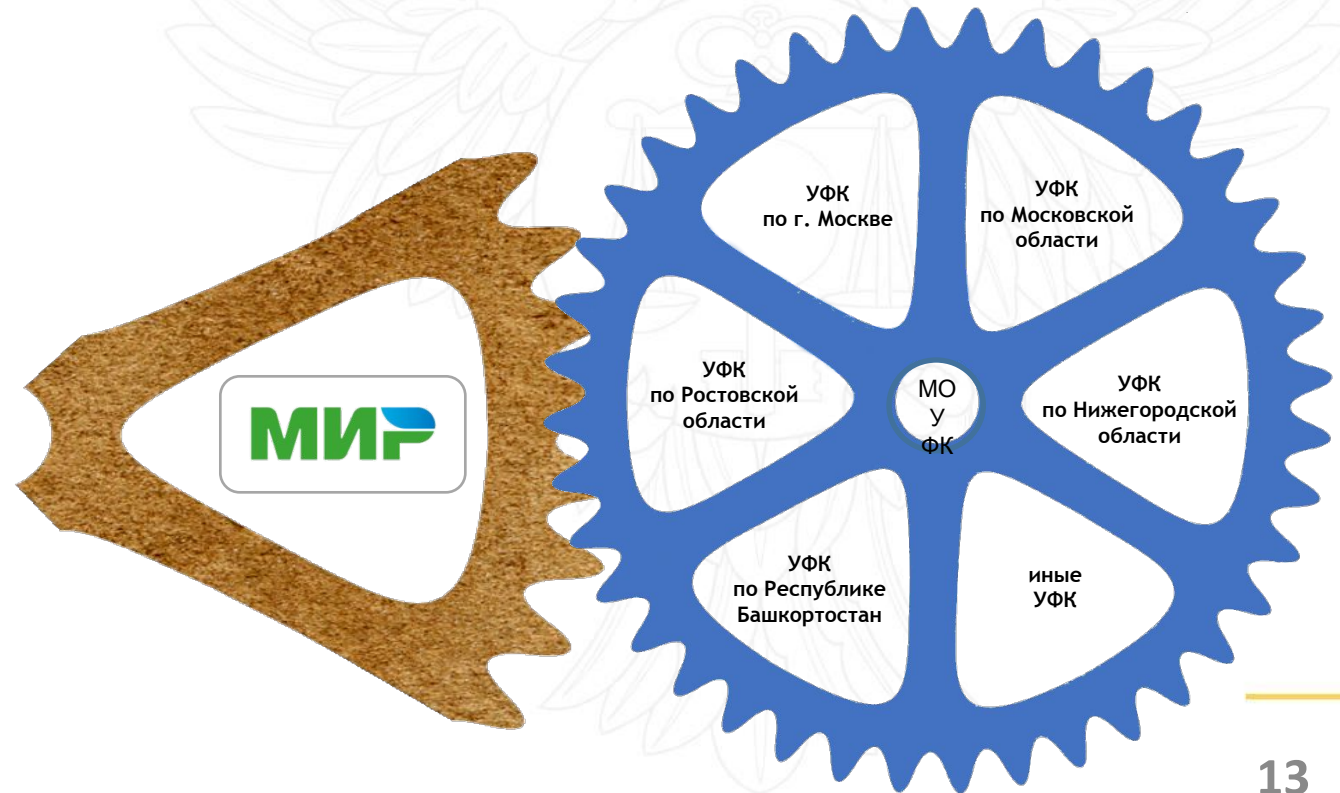 УФК
по г. Москве
УФК
по Московской
области
УФК
по Ростовской
области
МИР
МО
У
ФК
УФК
по Нижегородской
области
УФК
по Республике
Башкортостан
иные
УФК
13